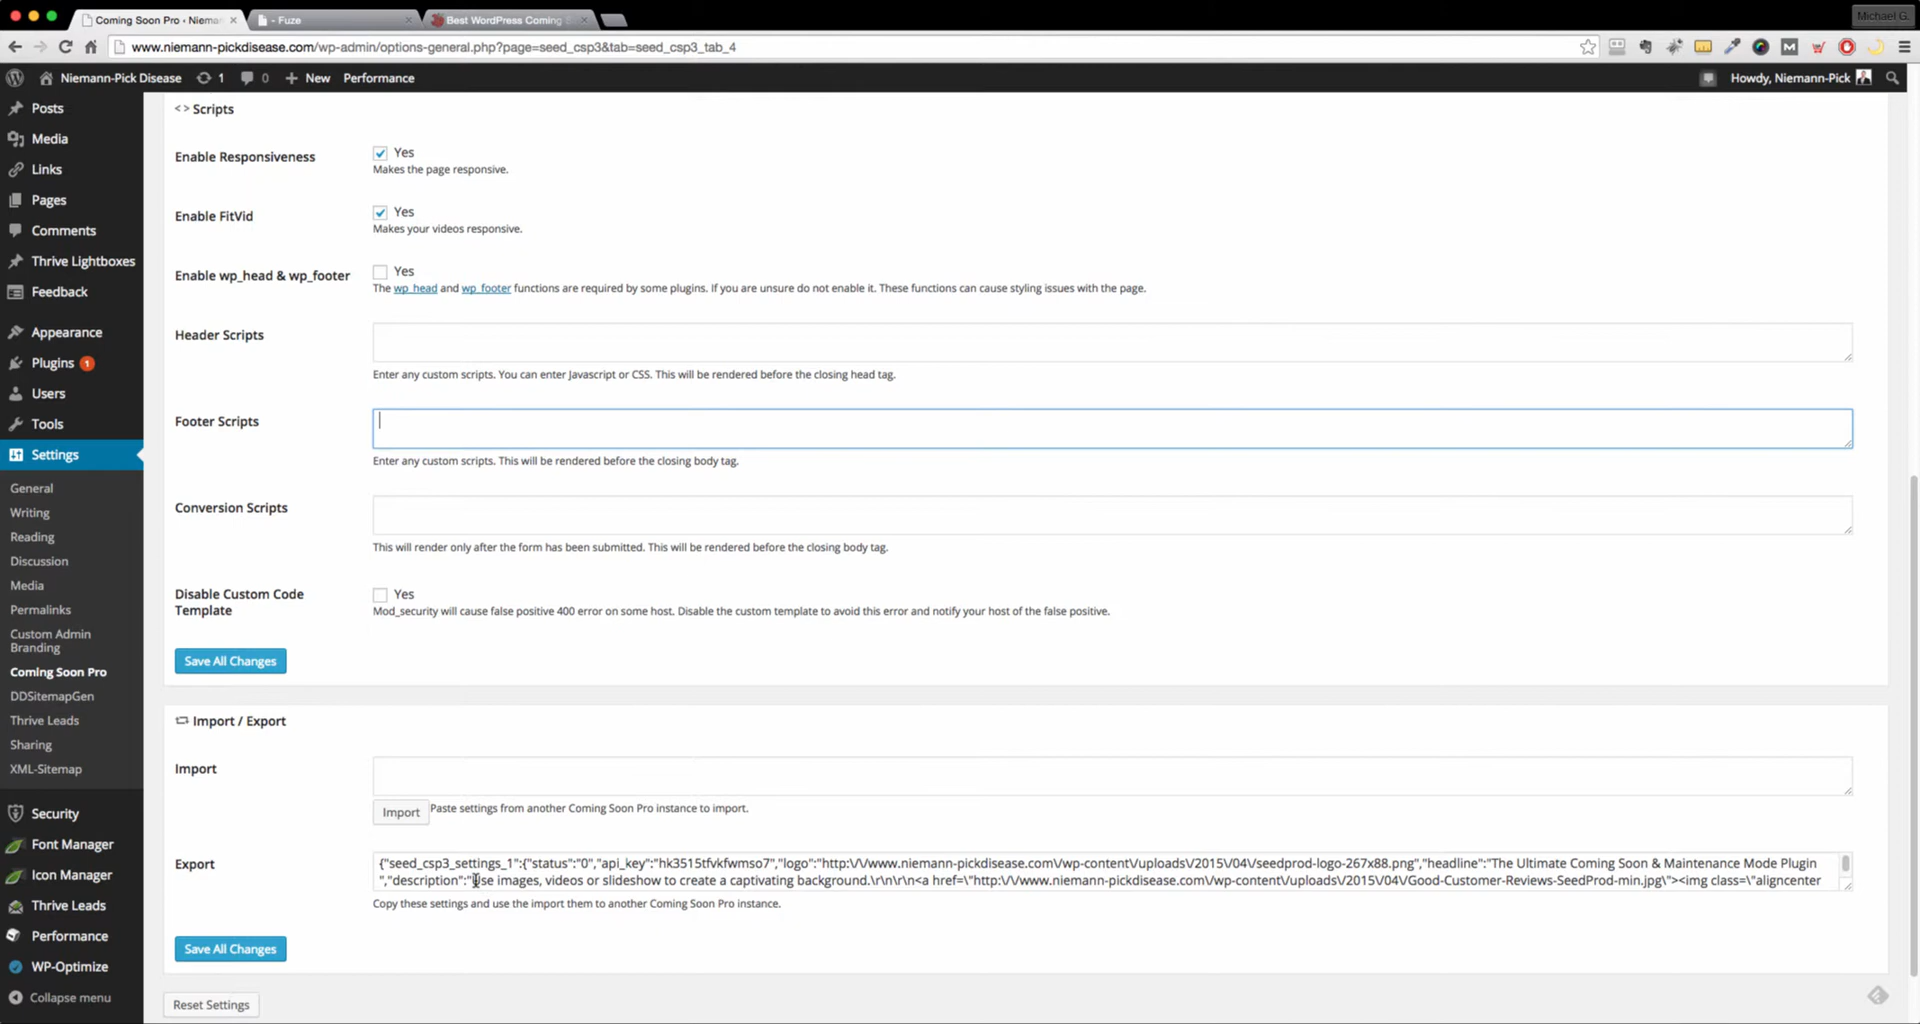 Coming Soon Pro ‹ Nieman
- Fuze
Best WordPress Coming S
Michael G.
www.niemann-pickdisease.com/wp-admin/options-general.php?page=seed_csp3&tab=seed_csp3_tab_4
Niemann-Pick Disease
1
0
New
Performance
Howdy, Niemann-Pick
Posts
Media
Links
Pages
Comments
Thrive Lightboxes
Feedback
Appearance
Plugins 1
Users
Tools
Settings
General
Writing
Reading
Discussion
Media
Permalinks
Custom Admin
Branding
Coming Soon Pro
DDSitemapGen
Thrive Leads
Sharing
XML-Sitemap
Security
Font Manager
Icon Manager
Thrive Leads
Performance
WP-Optimize
Collapse menu
<> Scripts
Enable Responsiveness
Yes
Makes the page responsive.
Enable FitVid
Yes
Makes your videos responsive.
Enable wp_head & wp_footer
Yes
The wp_head and wp_footer functions are required by some plugins. If you are unsure do not enable it. These functions can cause styling issues with the page.
Header Scripts
Enter any custom scripts. You can enter Javascript or CSS. This will be rendered before the closing head tag.
Footer Scripts
Enter any custom scripts. This will be rendered before the closing body tag.
Conversion Scripts
This will render only after the form has been submitted. This will be rendered before the closing body tag.
Disable Custom Code
Template
Yes
Mod_security will cause false positive 400 error on some host. Disable the custom template to avoid this error and notify your host of the false positive.
Save All Changes
Import / Export
Import
Import
Paste settings from another Coming Soon Pro instance to import.
Export
{"seed_csp3_settings_1":{"status":"0","api_key":"hk3515tfvkfwmso7","logo":"http:\/\/www.niemann-pickdisease.com\/wp-content\/uploads\/2015\/04\/seedprod-logo-267x88.png","headline":"The Ultimate Coming Soon & Maintenance Mode Plugin
","description":"Use images, videos or slideshow to create a captivating background.\r\n\r\n<a href=\"http:\/\/www.niemann-pickdisease.com\/wp-content\/uploads\/2015\/04\/Good-Customer-Reviews-SeedProd-min.jpg\"><img class=\"aligncenter
Copy these settings and use the import them to another Coming Soon Pro instance.
Save All Changes
Reset Settings